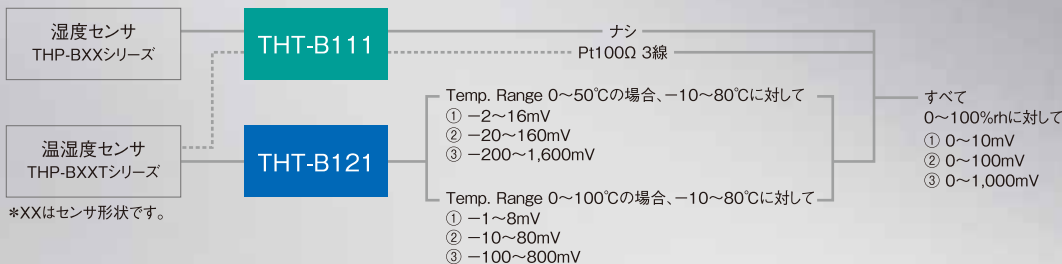 湿度センサ
THP-BXXシリーズ
THT-B111
ナシ
Pt100Ω 3線
温湿度センサ
THP-BXXTシリーズ
THT-B121
*XXはセンサ形状です。
Temp. Range 0～50℃の場合、－10～80℃に対して
① －2～16mV
② －20～160mV
③ －200～1,600mV
Temp. Range 0～100℃の場合、－10～80℃に対して
① －1～8mV
② －10～80mV
③ －100～800mV
すべて
0～100%rhに対して
① 0～10mV
② 0～100mV
③ 0～1,000mV